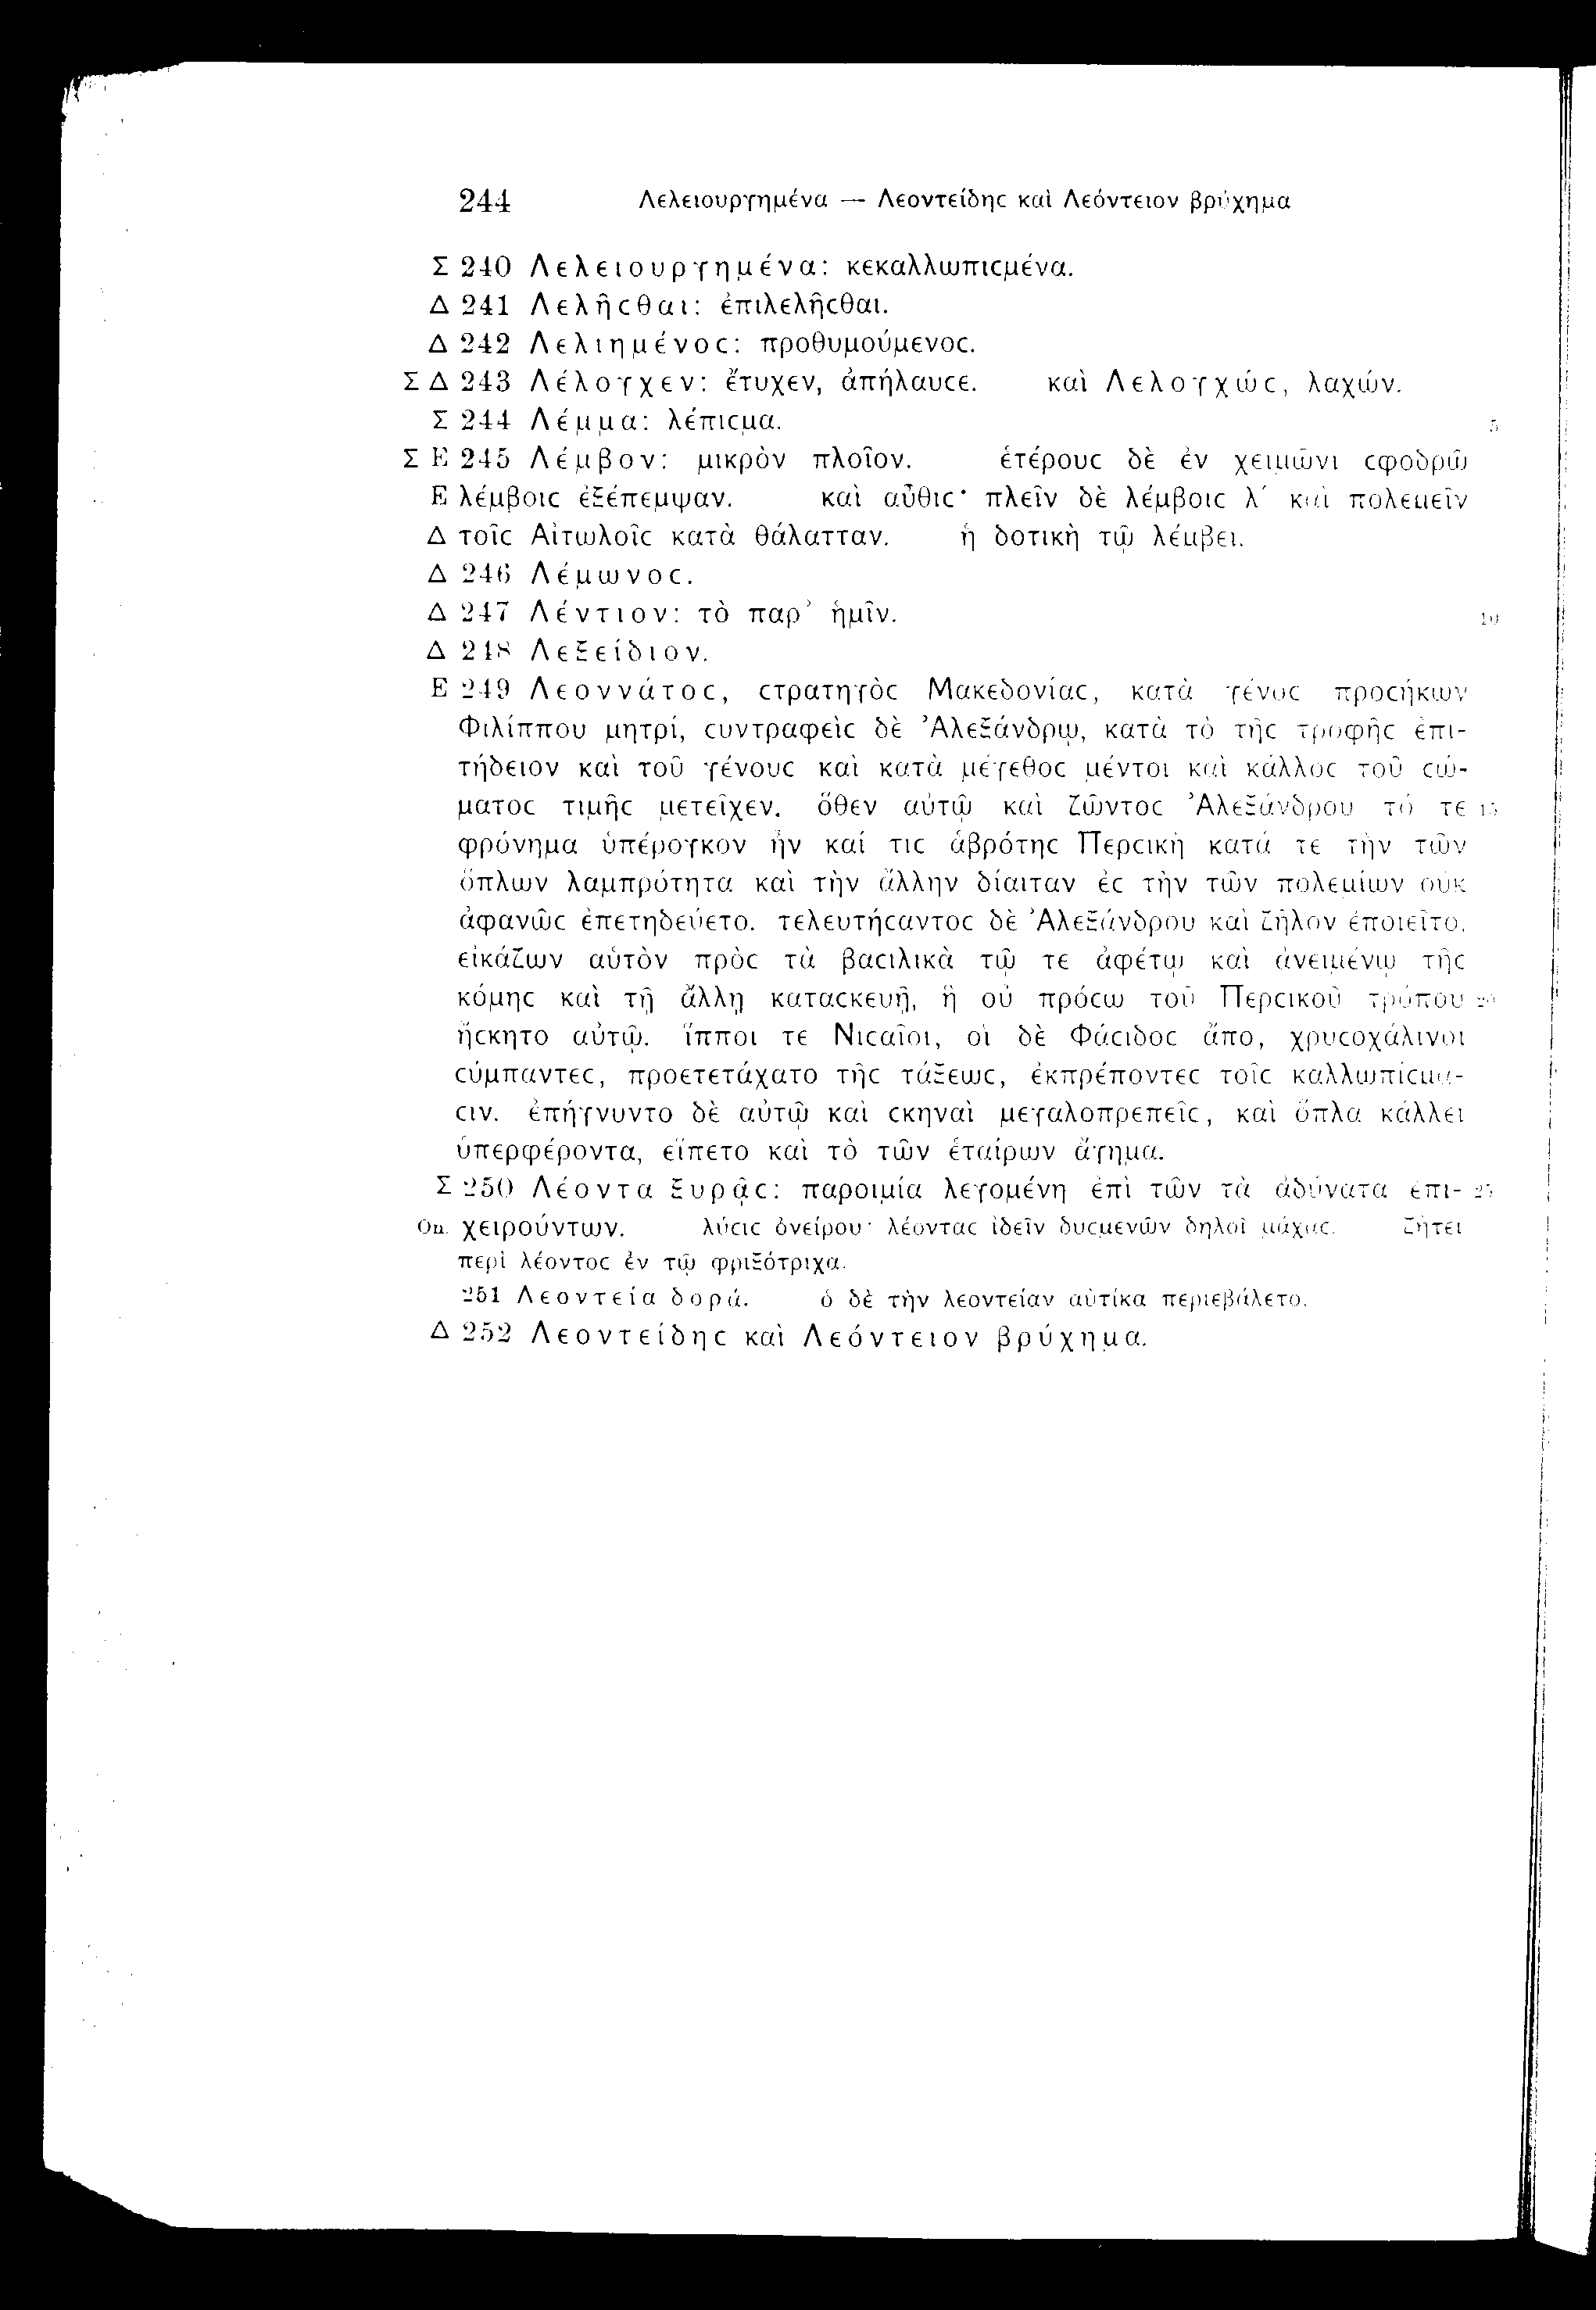 244 Λελειουργημένα — Λεοντείδηϲ καὶ Λεόντειον βρύχημα
Σ 240 Λελειουργημένα: κεκαλλωπιϲμένα.
Δ 241 Λελῆϲθαι: ἐπιλελῆϲθαι.
Δ 242 Λελιημένοϲ: προθυμούμενοϲ.
Σ Δ 243 Λέλογχεν: ἔτυχεν, ἀπήλαυϲε. καὶ Λελογχώϲ, λαχών.
Σ 244 Λέμμα: λέπιϲμα. 5
Σ Ε 245 Λέμβον: μικρὸν πλοῖον. ἑτέρουϲ δὲ ἐν χειμῶνι ϲφοδρῷ
Ε λέμβοιϲ ἐξέπεμψαν. καὶ αὖθιϲ· πλεῖν δὲ λέμβοιϲ λ´ καὶ πολεμεῖν
Δ τοῖϲ Αἰτωλοῖϲ κατὰ θάλατταν. ἡ δοτικὴ τῷ λέμβει.
Δ 246 Λέμωνοϲ.
Δ 247 Λέντιον: τὸ παρ᾽ ἡμῖν. 10
Δ 248 Λεξείδιον.
Ε 249 Λεοννάτοϲ, ϲτρατηγὸϲ Μακεδονίαϲ, κατὰ γένοϲ προϲήκων
Φιλίππου μητρί, ϲυντραφεὶϲ δὲ Ἀλεξάνδρῳ, κατὰ τὸ τῆϲ τροφῆϲ ἐπι-
τήδειον καὶ τοῦ γένουϲ καὶ κατὰ μέγεθοϲ μέντοι καὶ κάλλοϲ τοῦ ϲώ-
ματοϲ τιμῆϲ μετεῖχεν. ὅθεν αὐτῷ καὶ ζῶντοϲ Ἀλεξάνδρου τό τε 15
φρόνημα ὑπέρογκον ἦν καί τιϲ ἁβρότηϲ Περϲικὴ κατά τε τὴν τῶν
ὅπλων λαμπρότητα καὶ τὴν ἄλλην δίαιταν ἐϲ τὴν τῶν πολεμίων οὐκ
ἀφανῶϲ ἐπετηδεύετο. τελευτήϲαντοϲ δὲ Ἀλεξάνδρου καὶ ζῆλον ἐποιεῖτο,
εἰκάζων αὑτὸν πρὸϲ τὰ βαϲιλικὰ τῷ τε ἀφέτῳ καὶ ἀνειμένῳ τῆϲ
κόμηϲ καὶ τῇ ἄλλῃ καταϲκευῇ, ἣ οὐ πρόϲω τοῦ Περϲικοῦ τρόπου 20
ἤϲκητο αὐτῷ. ἵπποι τε Νιϲαῖοι, οἱ δὲ Φάϲιδοϲ ἄπο, χρυϲοχάλινοι
ϲύμπαντεϲ, προετετάχατο τῆϲ τάξεωϲ, ἐκπρέποντεϲ τοῖϲ καλλωπίϲμα-
ϲιν. ἐπήγνυντο δὲ αὐτῷ καὶ ϲκηναὶ μεγαλοπρεπεῖϲ, καὶ ὅπλα κάλλει
ὑπερφέροντα, εἵπετο καὶ τὸ τῶν ἑταίρων ἄγημα.
Σ 250 Λέοντα ξυρᾷϲ: παροιμία λεγομένη ἐπὶ τῶν τὰ ἀδύνατα ἐπι- 25
On. χειρούντων. λύϲιϲ ὀνείρου· λέονταϲ ἰδεῖν δυϲμενῶν δηλοῖ μάχαϲ. ζήτει
περὶ λέοντοϲ ἐν τῷ φριξότριχα.
251 Λεοντεία δορά. ὁ δὲ τὴν λεοντείαν αὐτίκα περιεβάλετο.
Δ 252 Λεοντείδηϲ καὶ Λεόντειον βρύχημα.